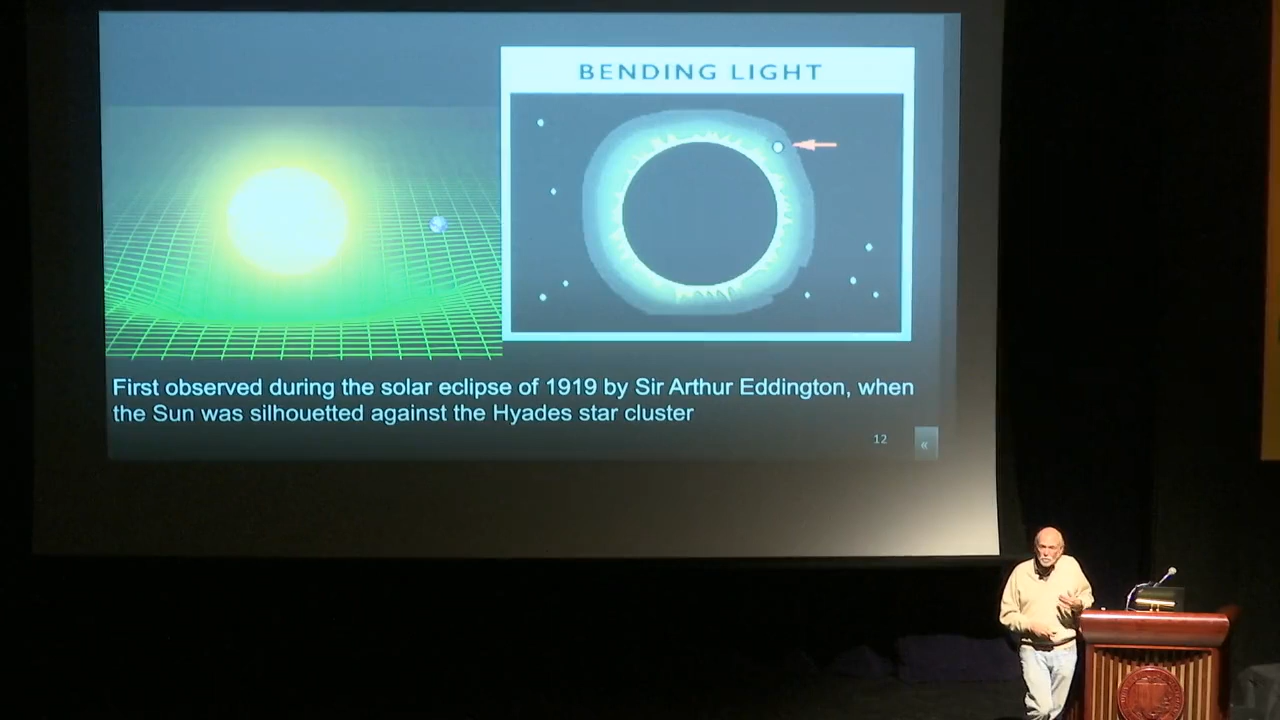 BENDING LIGHT
First observed during the solar eclipse of 1919 by Sir Arthur Eddington, when
the Sun was silhouetted against the Hyades star cluster
12
«